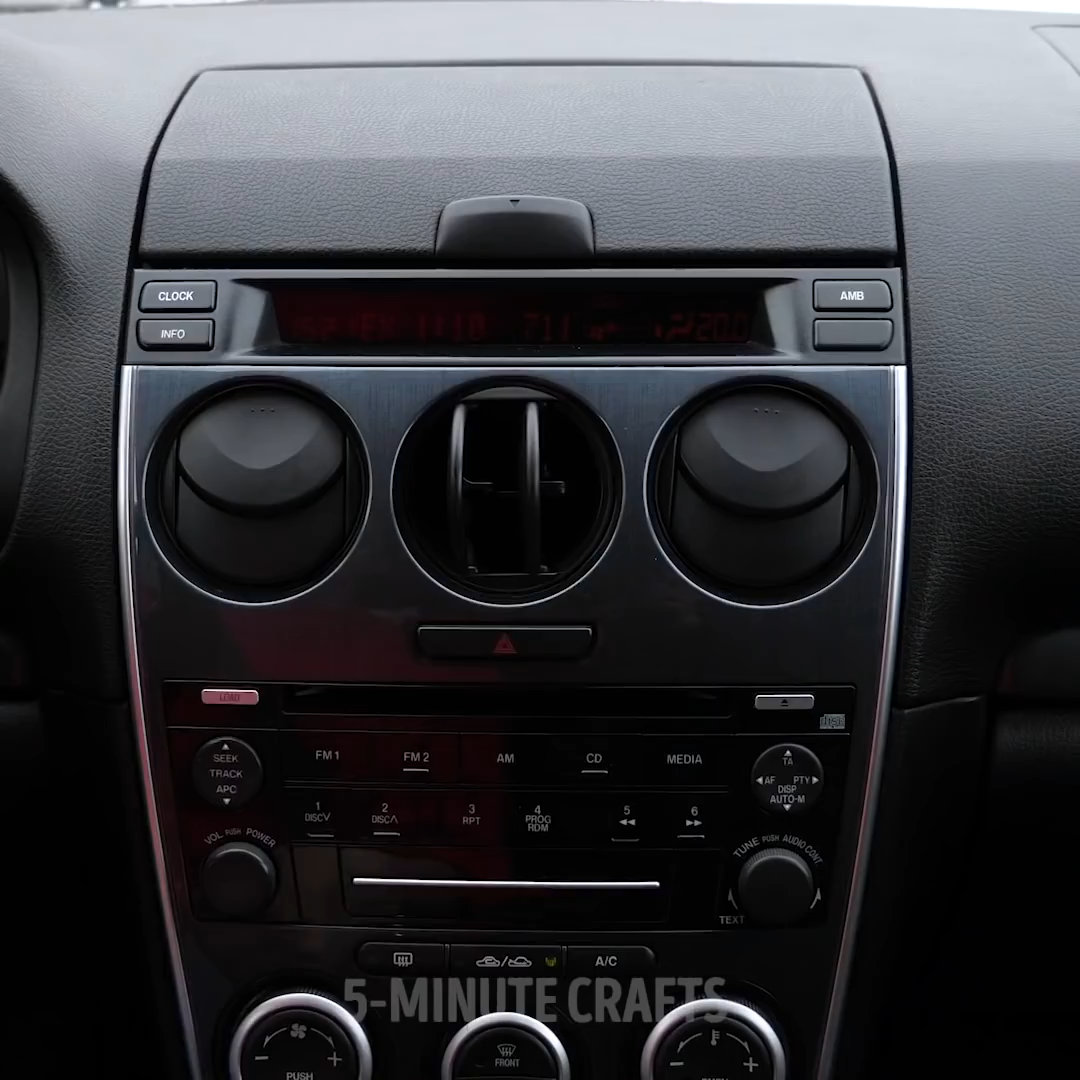 CLOCK
AMB
INFO
LOAD
disc
SEEK
TRACK
APC
FM1
FM2
AM
CD
MEDIA
TA
AF
PTY
DISP
AUTO-M
1
DISC
2
DISC
3
RPT
4
PROG
RDM
5
6
VOL PUSH POWER
TUNE PUSH AUDIO CONT
TEXT
A/C
5-MINUTE CRAFTS
FRONT
PUSH